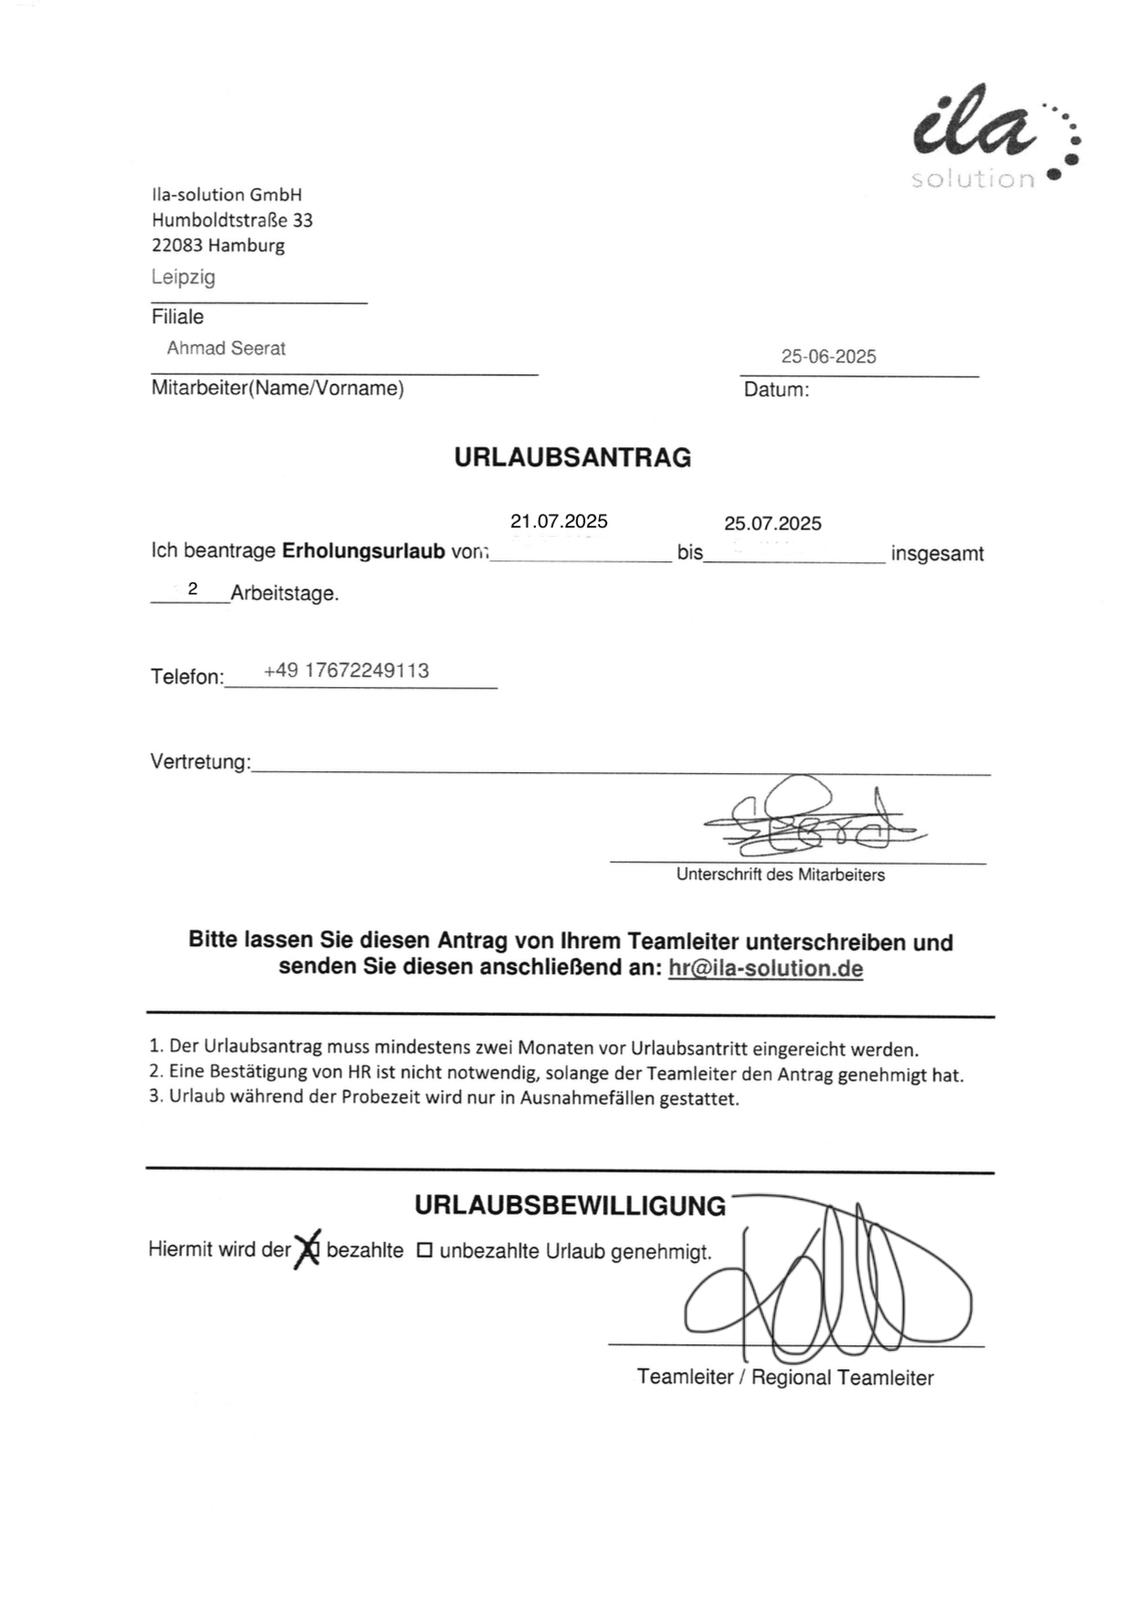 ila
solution
Ila-solution GmbH
Humboldtstraße 33
22083 Hamburg
Leipzig
Filiale
Ahmad Seerat
25-06-2025
Mitarbeiter(Name/Vorname)
Datum:
URLAUBSANTRAG
21.07.2025 25.07.2025
Ich beantrage Erholungsurlaub vom bis insgesamt
2 Arbeitstage.
Telefon: +49 17672249113
Vertretung:
Unterschrift des Mitarbeiters
Bitte lassen Sie diesen Antrag von Ihrem Teamleiter unterschreiben und
senden Sie diesen anschließend an: hr@ila-solution.de
1. Der Urlaubsantrag muss mindestens zwei Monaten vor Urlaubsantritt eingereicht werden.
2. Eine Bestätigung von HR ist nicht notwendig, solange der Teamleiter den Antrag genehmigt hat.
3. Urlaub während der Probezeit wird nur in Ausnahmefällen gestattet.
URLAUBSBEWILLIGUNG
Hiermit wird der bezahlte unbezahlte Urlaub genehmigt.
Teamleiter / Regional Teamleiter